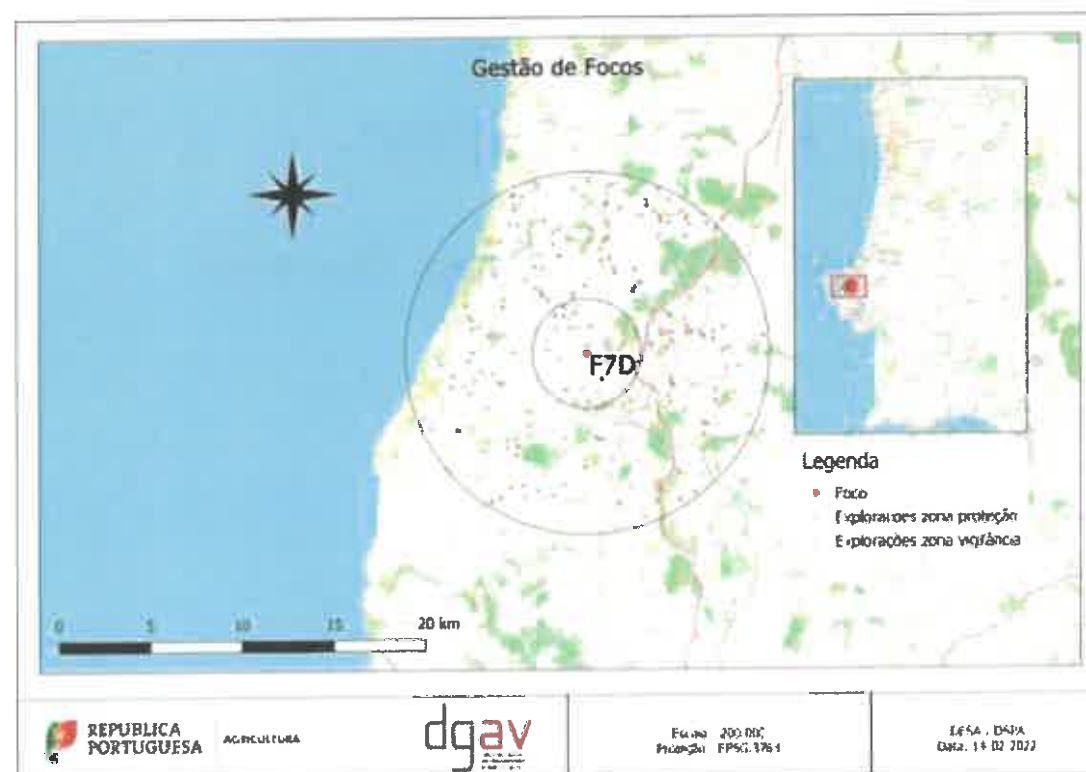 Gestão de Focos
F7D
Legenda
Foco
Explorações zona proteção
Explorações zona vigilância
0 5 10 15 20 km
REPUBLICA
PORTUGUESA
AGRICULTURA
dgav